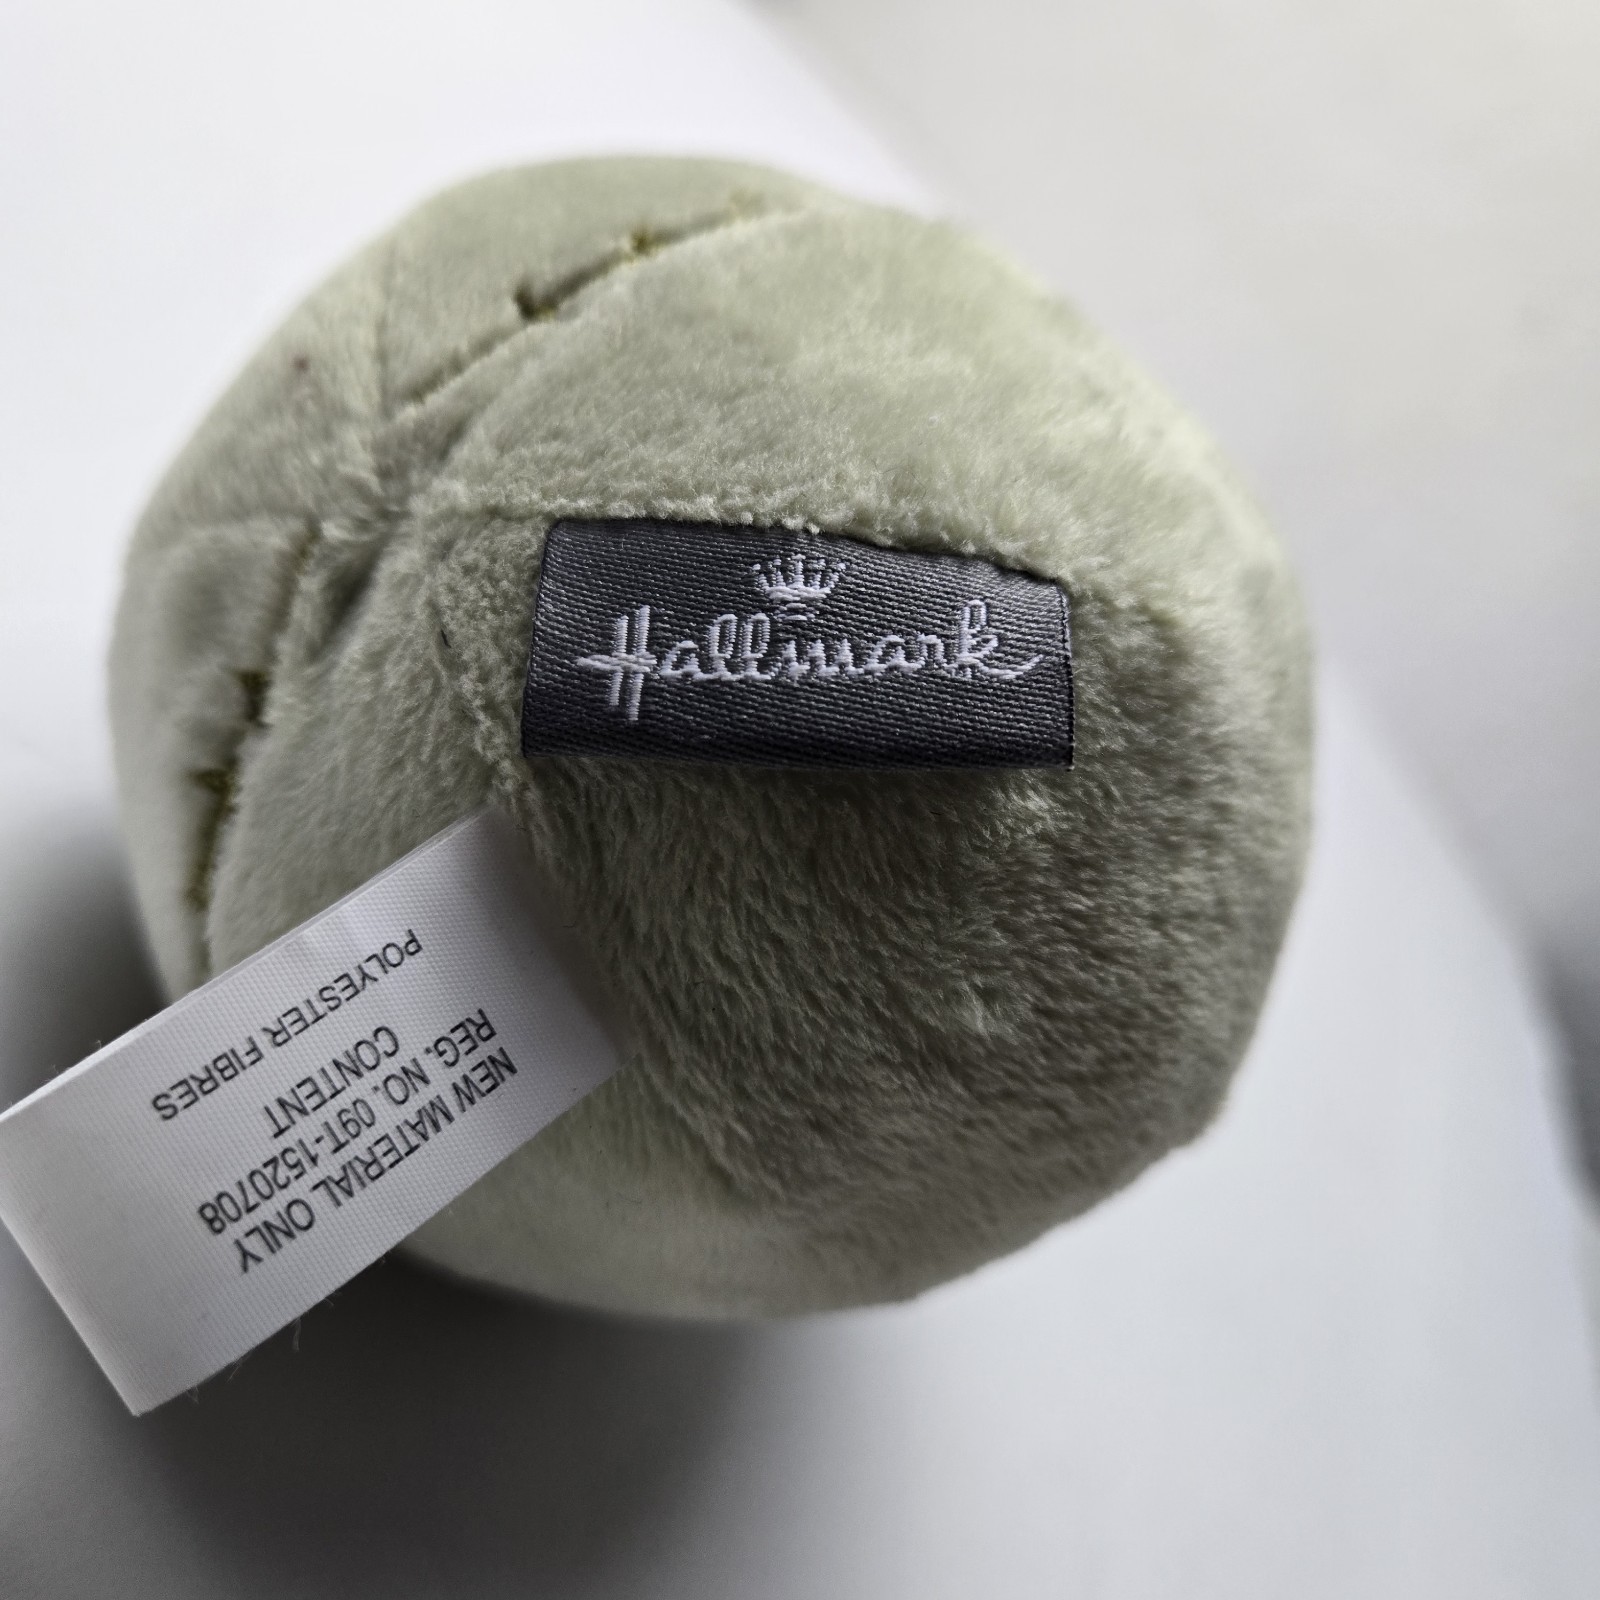 Hallmark
NEW MATERIAL ONLY
REG. NO. 09T-1520708
CONTENT
POLYESTER FIBRES